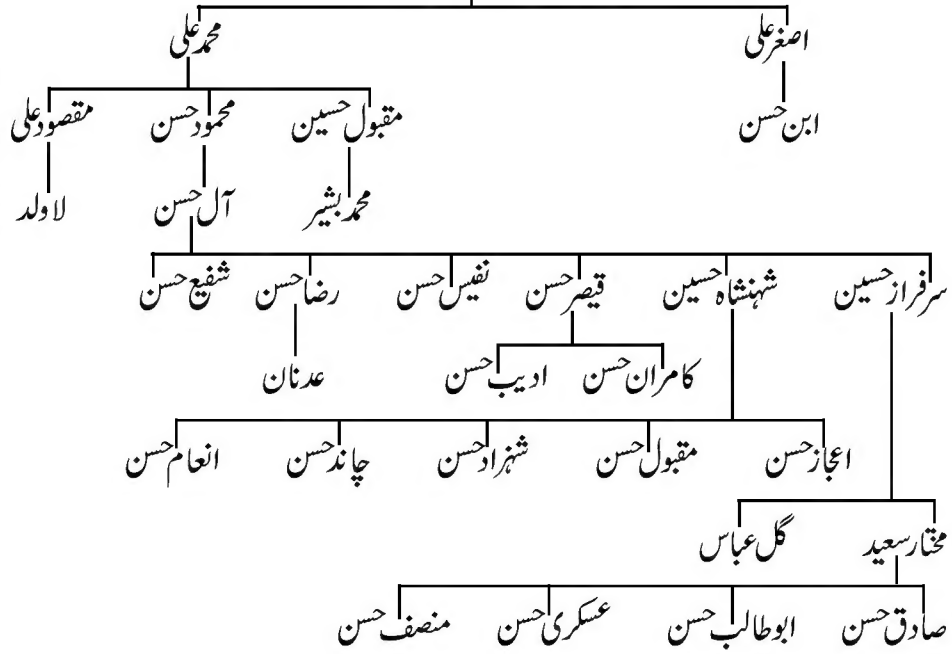 اصغر علی محمد علی
ابن حسن مقبول حسین محمود حسن مقصود علی
محمد بشیر آل حسن لاولد
سرفراز حسین شہنشاہ حسین قیصر حسن نفیس حسن رضا حسن شفیع حسن
کامران حسن ادیب حسن عدنان
اعجاز حسن مقبول حسن شہزاد حسن چاند حسن انعام حسن
مختار سعید گل عباس
صادق حسن ابوطالب حسن عسکری حسن منصف حسن